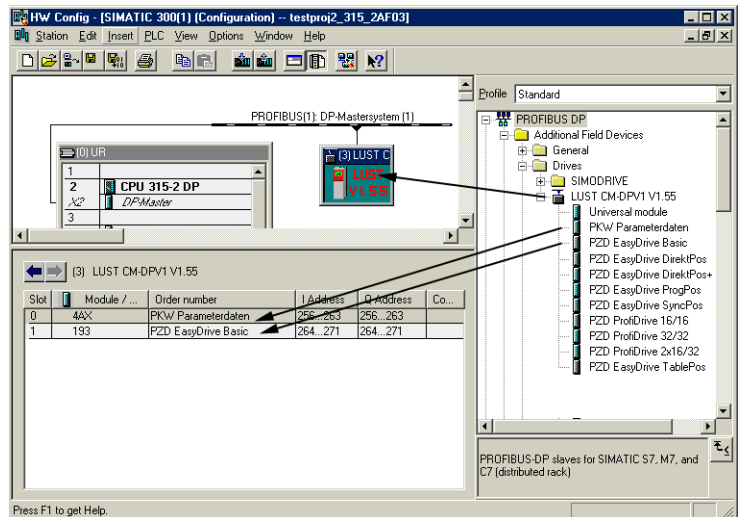 HW Config - [SIMATIC 300(1) (Configuration) -- testproj2_315_2AF03]
Station Edit Insert PLC View Options Window Help
PROFIBUS(1): DP-Mastersystem (1)
(0) UR
1
2 CPU 315-2 DP
X2 DP-Master
3
(3) LUST C
LUST
V1.55
(3) LUST CM-DPV1 V1.55
Slot Module / ... Order number I Address Q Address Co...
0 4AX PKW Parameterdaten 256...263 256...263
1 193 PZD EasyDrive Basic 264...271 264...271
Profile Standard
PROFIBUS DP
Additional Field Devices
General
Drives
SIMODRIVE
LUST CM-DPV1 V1.55
Universal module
PKW Parameterdaten
PZD EasyDrive Basic
PZD EasyDrive DirektPos
PZD EasyDrive DirektPos+
PZD EasyDrive ProgPos
PZD EasyDrive SyncPos
PZD ProfiDrive 16/16
PZD ProfiDrive 32/32
PZD ProfiDrive 2x16/32
PZD EasyDrive TablePos
PROFIBUS-DP slaves for SIMATIC S7, M7, and
C7 (distributed rack)
Press F1 to get Help.